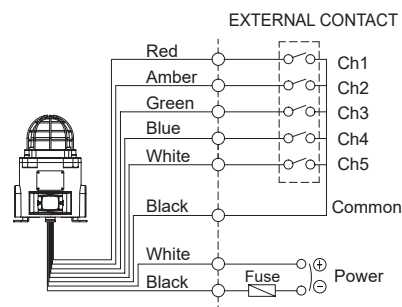 EXTERNAL CONTACT
Red
Ch1
Amber
Ch2
Green
Ch3
Blue
Ch4
White
Ch5
Black
Common
White
Black
Fuse
Power